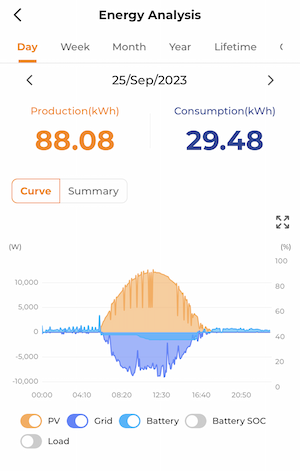 Energy Analysis
Day Week Month Year Lifetime
25/Sep/2023
Production(kWh) Consumption(kWh)
88.08 29.48
Curve Summary
(W) (%)
100
10,000 80
5,000 60
0 40
-5,000 20
-10,000 0
00:00 04:10 08:20 12:30 16:40 20:50
PV Grid Battery Battery SOC
Load